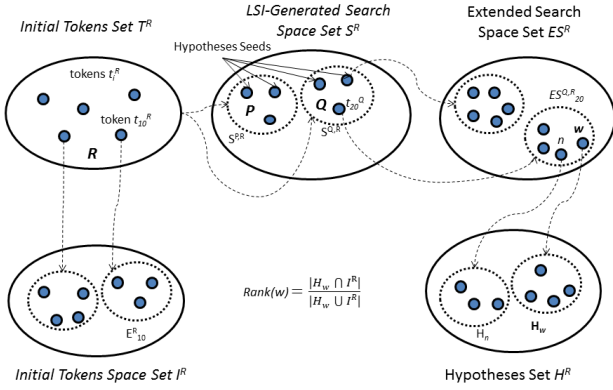 Initial Tokens Set T^R
LSI-Generated Search
Space Set S^R
Extended Search
Space Set ES^R
Hypotheses Seeds
tokens t_i^R
token t_10^R
R
P
S^P,R
Q
t_20^Q
S^Q,R
ES^Q,R_20
n
w
E^R_10
Rank(w) = |H_w ∩ I^R| / |H_w ∪ I^R|
H_n
H_w
Initial Tokens Space Set I^R
Hypotheses Set H^R